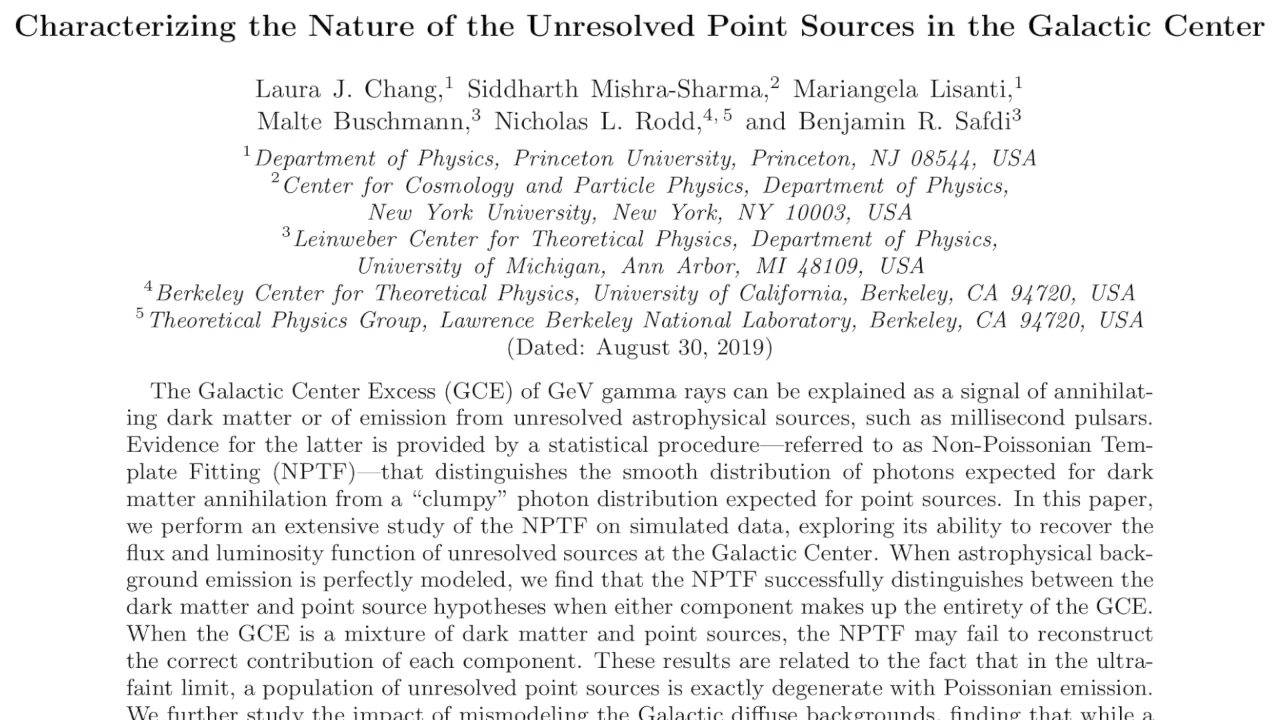 Characterizing the Nature of the Unresolved Point Sources in the Galactic Center
Laura J. Chang,1 Siddharth Mishra-Sharma,2 Mariangela Lisanti,1
Malte Buschmann,3 Nicholas L. Rodd,4, 5 and Benjamin R. Safdi3
1Department of Physics, Princeton University, Princeton, NJ 08544, USA
2Center for Cosmology and Particle Physics, Department of Physics,
New York University, New York, NY 10003, USA
3Leinweber Center for Theoretical Physics, Department of Physics,
University of Michigan, Ann Arbor, MI 48109, USA
4Berkeley Center for Theoretical Physics, University of California, Berkeley, CA 94720, USA
5Theoretical Physics Group, Lawrence Berkeley National Laboratory, Berkeley, CA 94720, USA
(Dated: August 30, 2019)
The Galactic Center Excess (GCE) of GeV gamma rays can be explained as a signal of annihilat-
ing dark matter or of emission from unresolved astrophysical sources, such as millisecond pulsars.
Evidence for the latter is provided by a statistical procedure—referred to as Non-Poissonian Tem-
plate Fitting (NPTF)—that distinguishes the smooth distribution of photons expected for dark
matter annihilation from a “clumpy” photon distribution expected for point sources. In this paper,
we perform an extensive study of the NPTF on simulated data, exploring its ability to recover the
flux and luminosity function of unresolved sources at the Galactic Center. When astrophysical back-
ground emission is perfectly modeled, we find that the NPTF successfully distinguishes between the
dark matter and point source hypotheses when either component makes up the entirety of the GCE.
When the GCE is a mixture of dark matter and point sources, the NPTF may fail to reconstruct
the correct contribution of each component. These results are related to the fact that in the ultra-
faint limit, a population of unresolved point sources is exactly degenerate with Poissonian emission.
We further study the impact of mismodeling the Galactic diffuse backgrounds, finding that while a